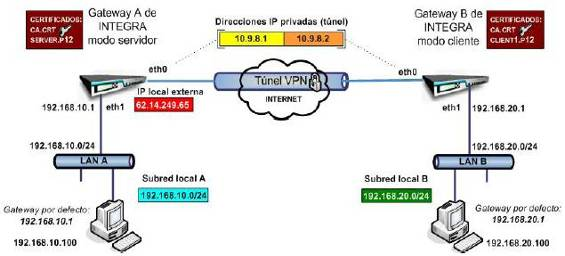 Gateway A de
INTEGRA
modo servidor
CERTIFICADOS:
CA.CRT
SERVER.P12
Direcciones IP privadas (túnel)
10.9.8.1
10.9.8.2
Gateway B de
INTEGRA
modo cliente
CERTIFICADOS:
CA.CRT
CLIENT1.P12
eth0
eth0
Túnel VPN
INTERNET
IP local externa
62.14.249.65
192.168.10.1
eth1
eth1
192.168.20.1
192.168.10.0/24
192.168.20.0/24
LAN A
LAN B
Subred local A
192.168.10.0/24
Subred local B
192.168.20.0/24
Gateway por defecto:
192.168.10.1
192.168.10.100
Gateway por defecto:
192.168.20.1
192.168.20.100